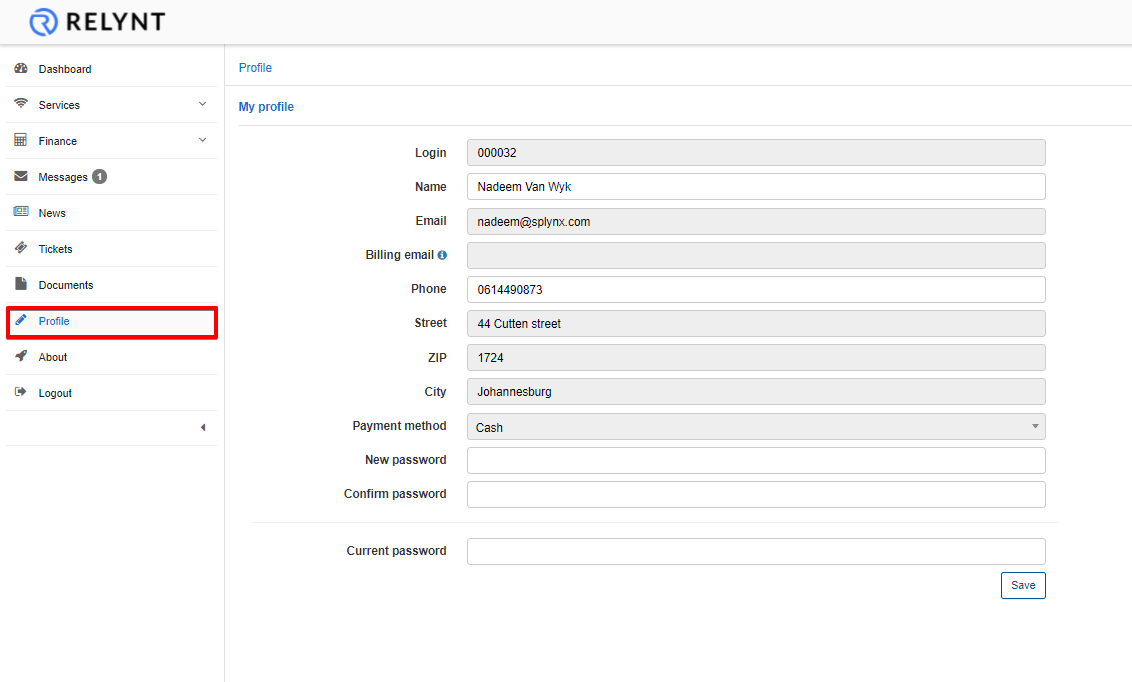 RELYNT
Dashboard
Services
Finance
Messages 1
News
Tickets
Documents
Profile
About
Logout
Profile
My profile
Login 000032
Name Nadeem Van Wyk
Email nadeem@splynx.com
Billing email
Phone 0614490873
Street 44 Cutten street
ZIP 1724
City Johannesburg
Payment method Cash
New password
Confirm password
Current password
Save